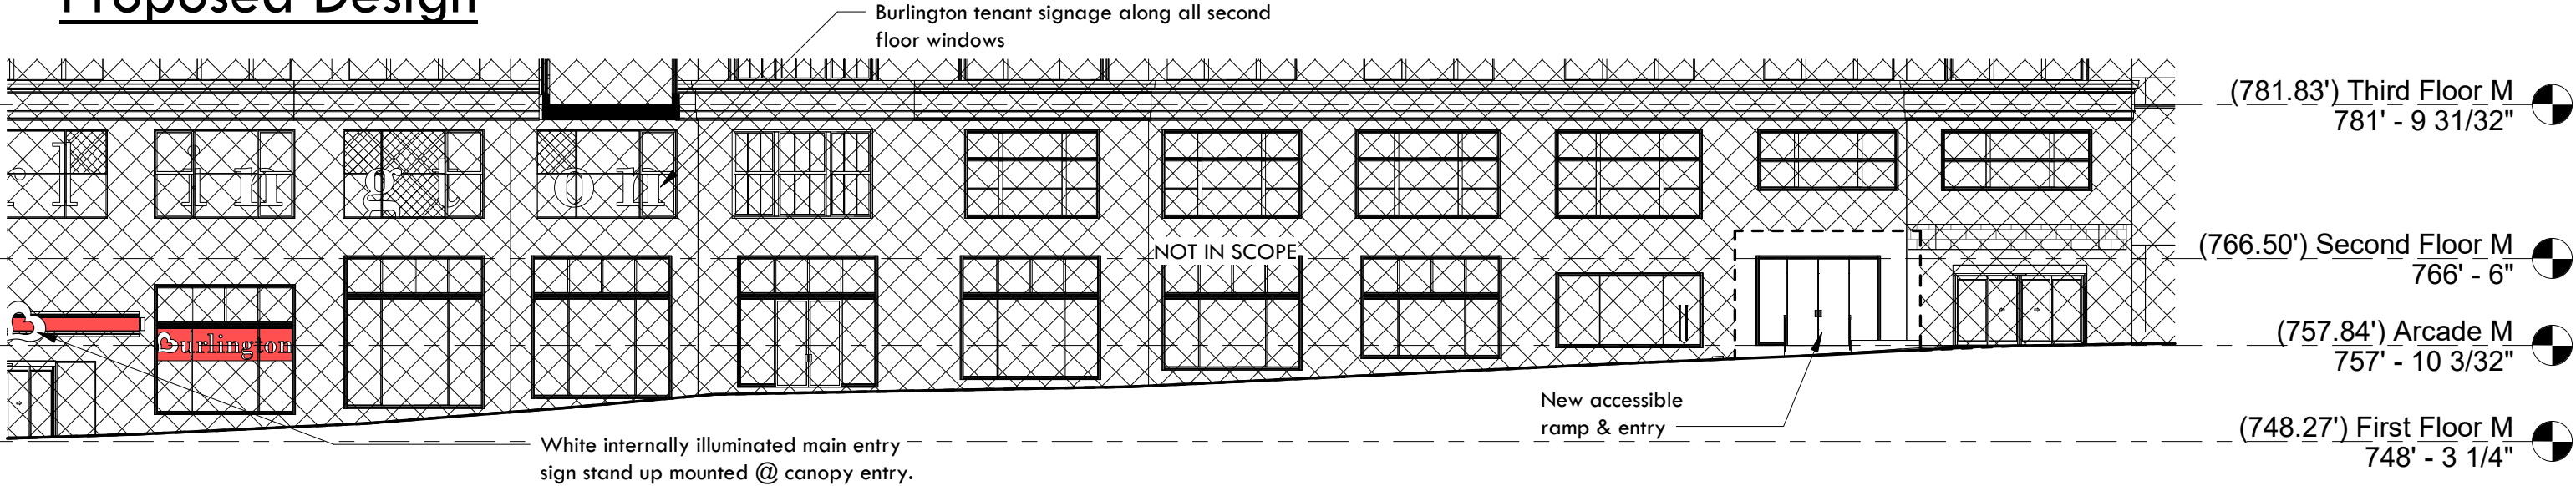 Proposed Design
Burlington tenant signage along all second
floor windows
(781.83') Third Floor M
781' - 9 31/32"
l i n g t o n
NOT IN SCOPE
(766.50') Second Floor M
766' - 6"
urlington
(757.84') Arcade M
757' - 10 3/32"
New accessible
ramp & entry
(748.27') First Floor M
748' - 3 1/4"
White internally illuminated main entry
sign stand up mounted @ canopy entry.